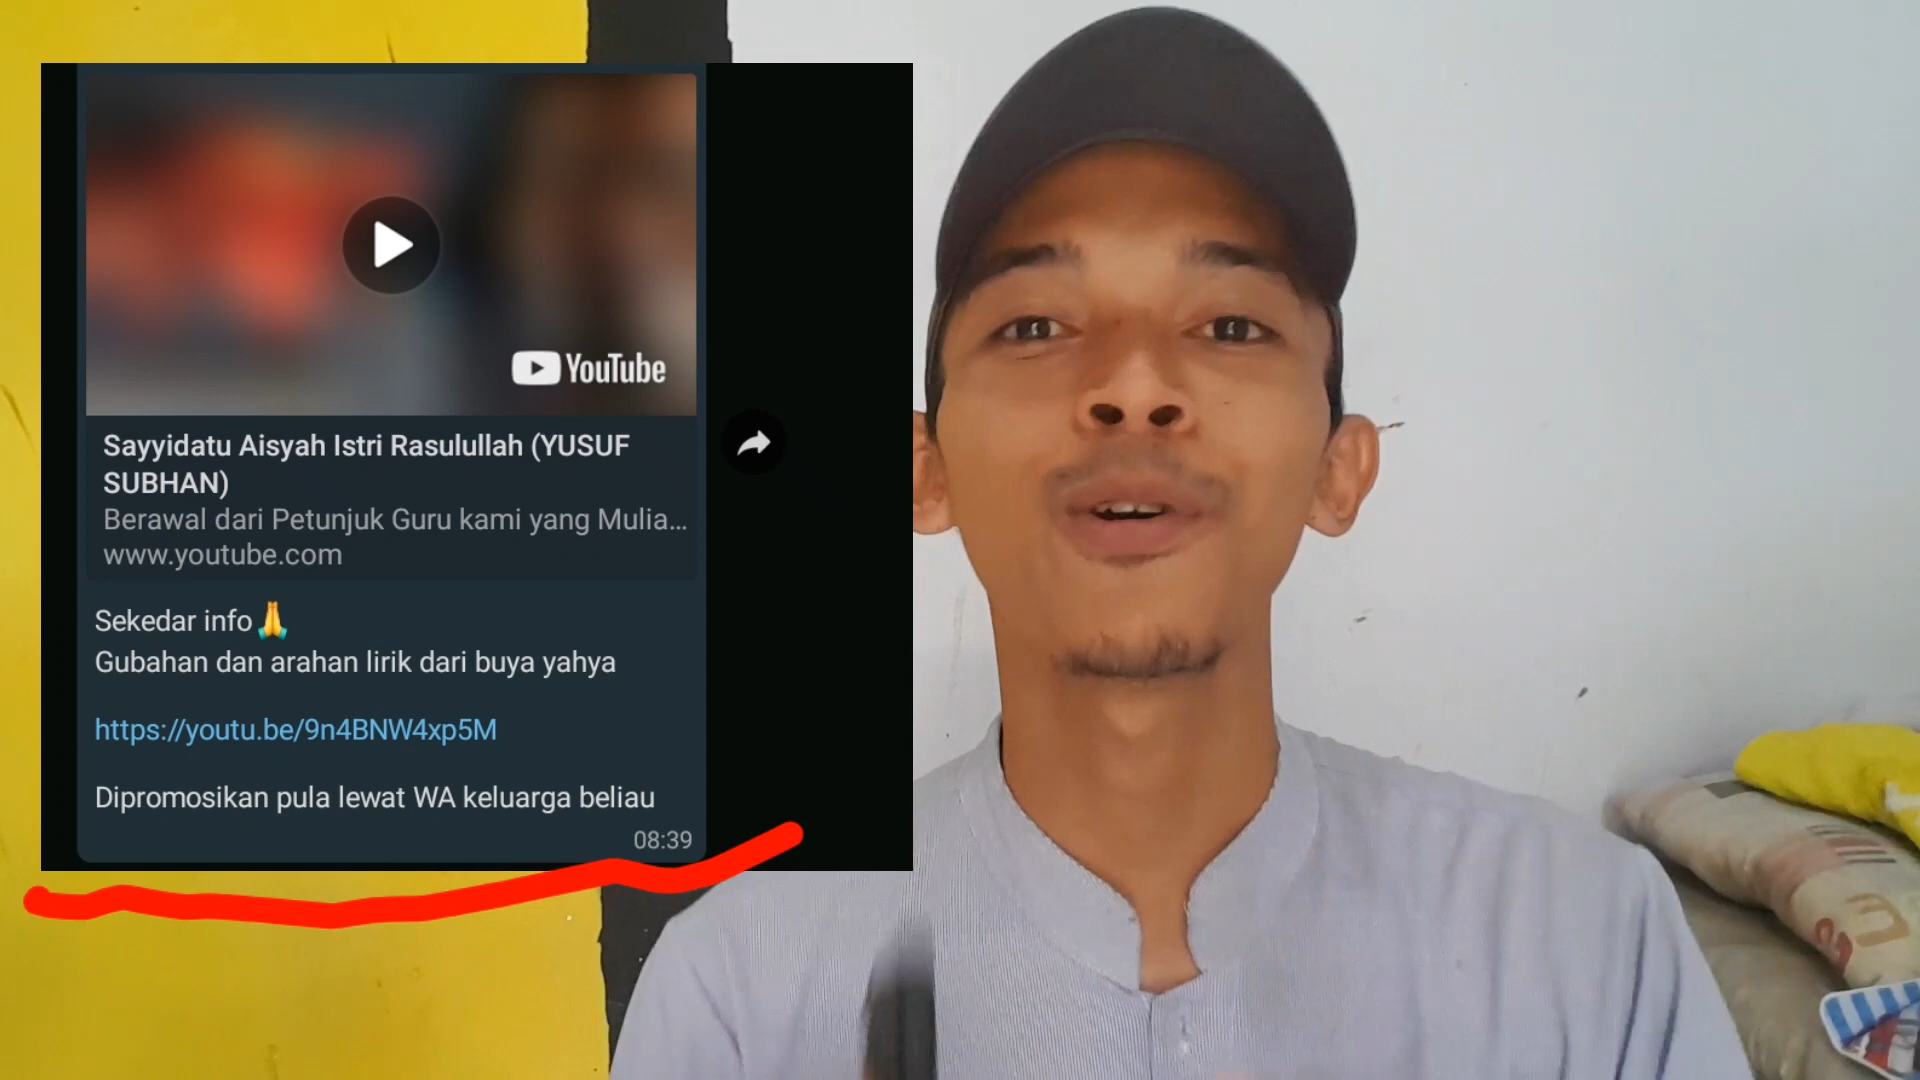 YouTube
Sayyidatu Aisyah Istri Rasulullah (YUSUF
SUBHAN)
Berawal dari Petunjuk Guru kami yang Mulia...
www.youtube.com
Sekedar info🙏
Gubahan dan arahan lirik dari buya yahya
https://youtu.be/9n4BNW4xp5M
Dipromosikan pula lewat WA keluarga beliau
08:39